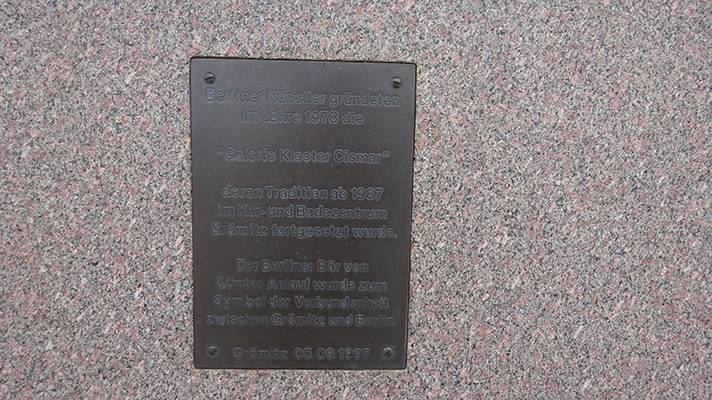 Berliner Künstler gründeten
im Jahre 1978 die
"Galerie Kloster Cismar"
deren Tradition ab 1987
im Kur- und Badezentrum
Grömitz fortgesetzt wurde.
Der Berliner Bär von
Günter Anlauf wurde zum
Symbol der Verbundenheit
zwischen Grömitz und Berlin
Grömitz 05.09.1997